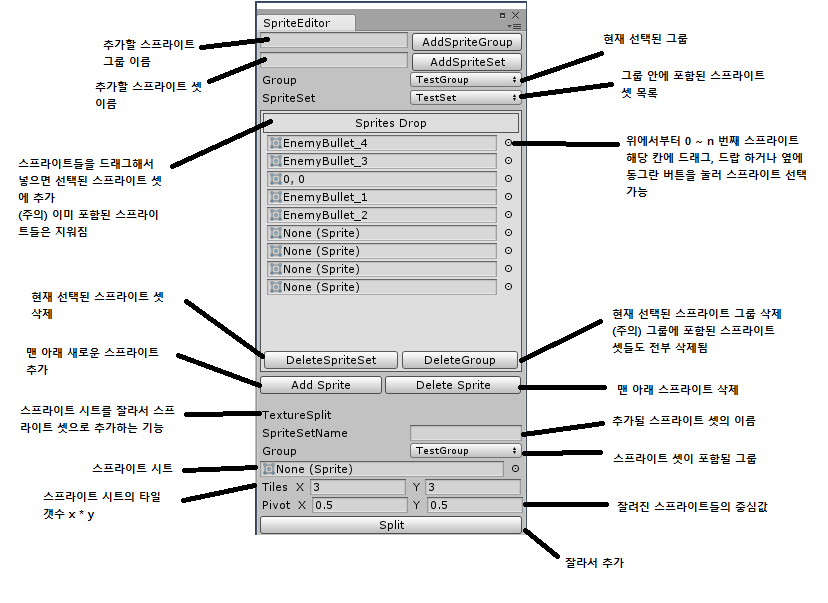 SpriteEditor
AddSpriteGroup
AddSpriteSet
Group
TestGroup
SpriteSet
TestSet
Sprites Drop
EnemyBullet_4
EnemyBullet_3
0, 0
EnemyBullet_1
EnemyBullet_2
None (Sprite)
None (Sprite)
None (Sprite)
None (Sprite)
DeleteSpriteSet
DeleteGroup
Add Sprite
Delete Sprite
TextureSplit
SpriteSetName
Group
TestGroup
None (Sprite)
Tiles X 3 Y 3
Pivot X 0.5 Y 0.5
Split
추가할 스프라이트
그룹 이름
추가할 스프라이트 셋
이름
스프라이트들을 드래그해서
넣으면 선택된 스프라이트 셋
에 추가
(주의) 이미 포함된 스프라이
트들은 지워짐
현재 선택된 스프라이트 셋
삭제
맨 아래 새로운 스프라이트
추가
스프라이트 시트를 잘라서 스프
라이트 셋으로 추가하는 기능
스프라이트 시트
스프라이트 시트의 타일
갯수 x * y
현재 선택된 그룹
그룹 안에 포함된 스프라이트
셋 목록
위에서부터 0 ~ n 번째 스프라이트
해당 칸에 드래그, 드랍 하거나 옆에
동그란 버튼을 눌러 스프라이트 선택
가능
현재 선택된 스프라이트 그룹 삭제
(주의) 그룹에 포함된 스프라이트
셋들도 전부 삭제됨
맨 아래 스프라이트 삭제
추가될 스프라이트 셋의 이름
스프라이트 셋이 포함될 그룹
잘려진 스프라이트들의 중심값
잘라서 추가